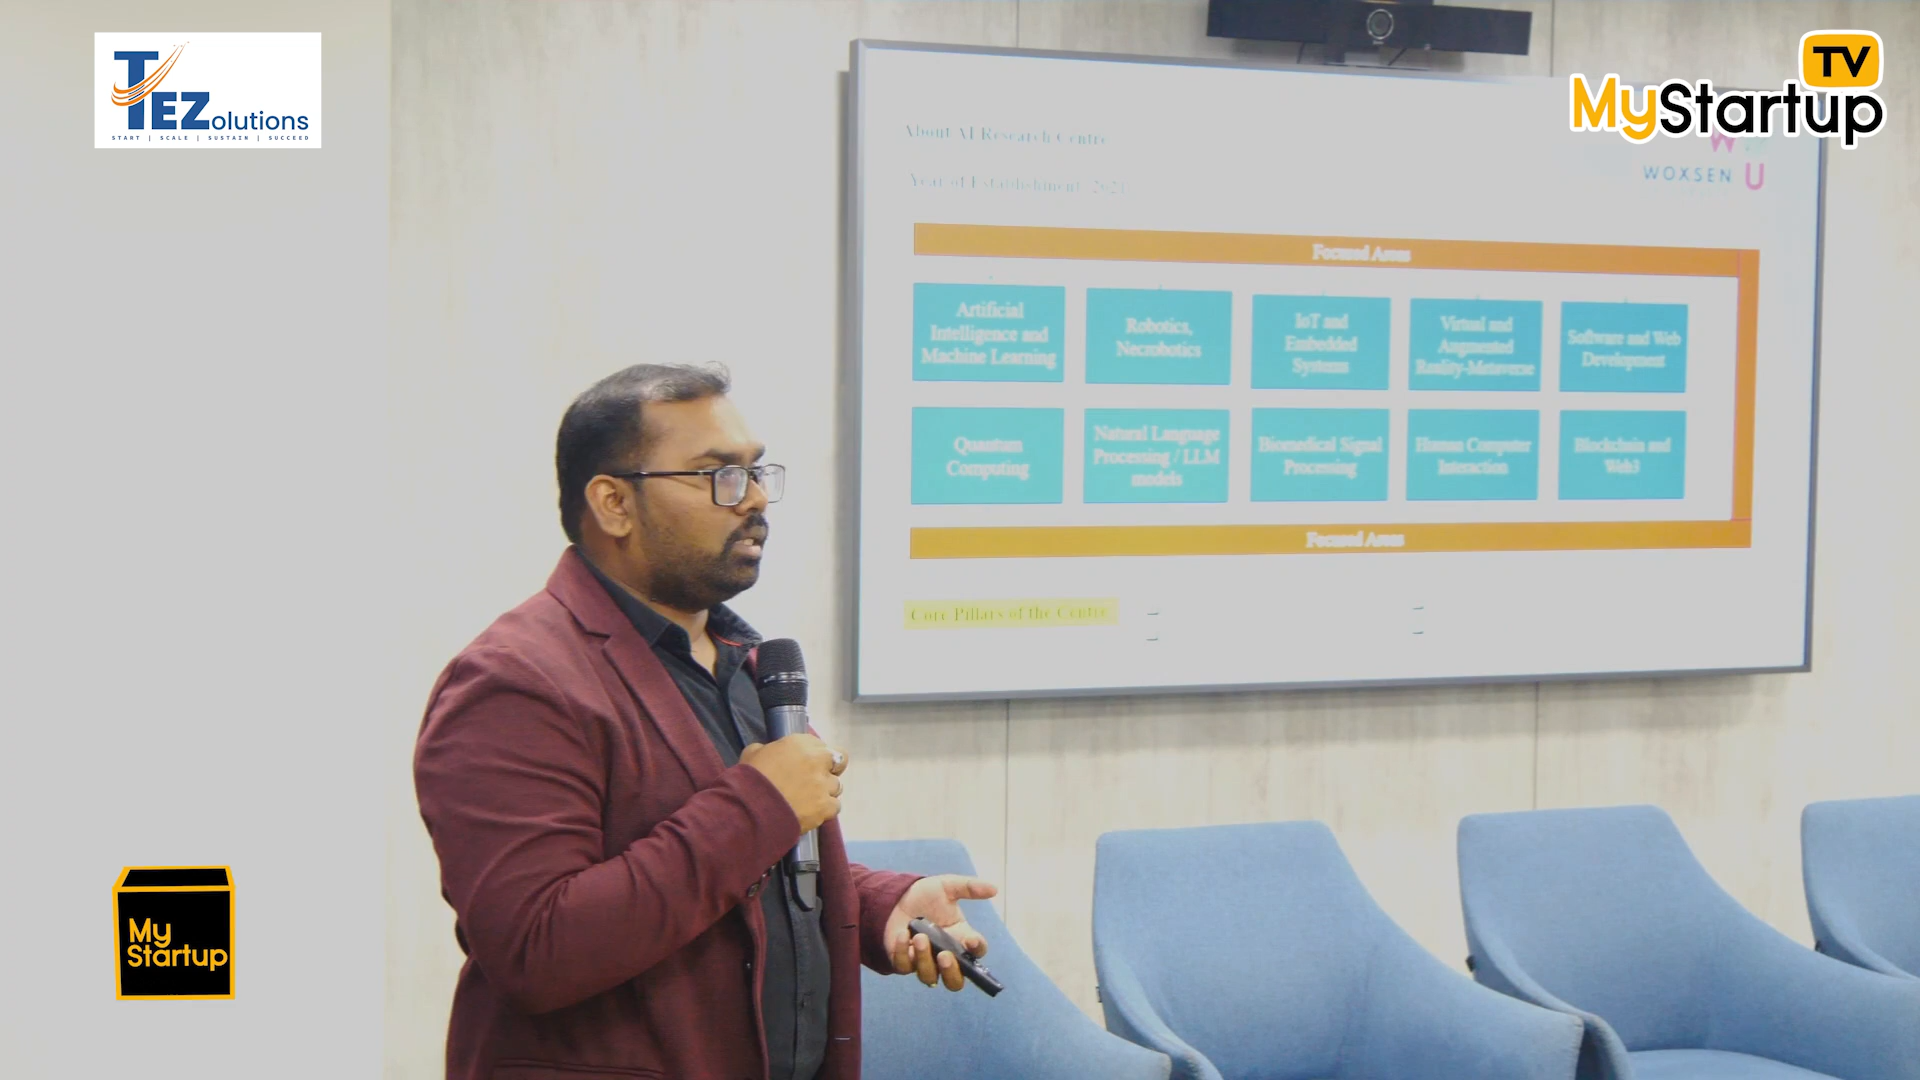 TEZolutions
START | SCALE | SUSTAIN | SUCCEED
TV
MyStartup
About AI Research Centre
WOXSEN U
Year of Establishment: 2021
Focused Areas
Artificial
Intelligence and
Machine Learning
Robotics,
Necrobotics
IoT and
Embedded
Systems
Virtual and
Augmented
Reality-Metaverse
Software and Web
Development
Quantum
Computing
Natural Language
Processing / LLM
models
Biomedical Signal
Processing
Human Computer
Interaction
Blockchain and
Web3
Focused Areas
Core Pillars of the Centre
My
Startup